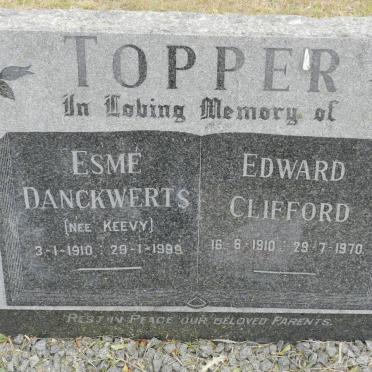 TOPPER
In Loving Memory of
ESMÉ
DANCKWERTS
(NEE KEEVY)
3-1-1910 : 29-1-1999
EDWARD
CLIFFORD
16-6-1910 : 29-7-1970
REST IN PEACE OUR BELOVED PARENTS.